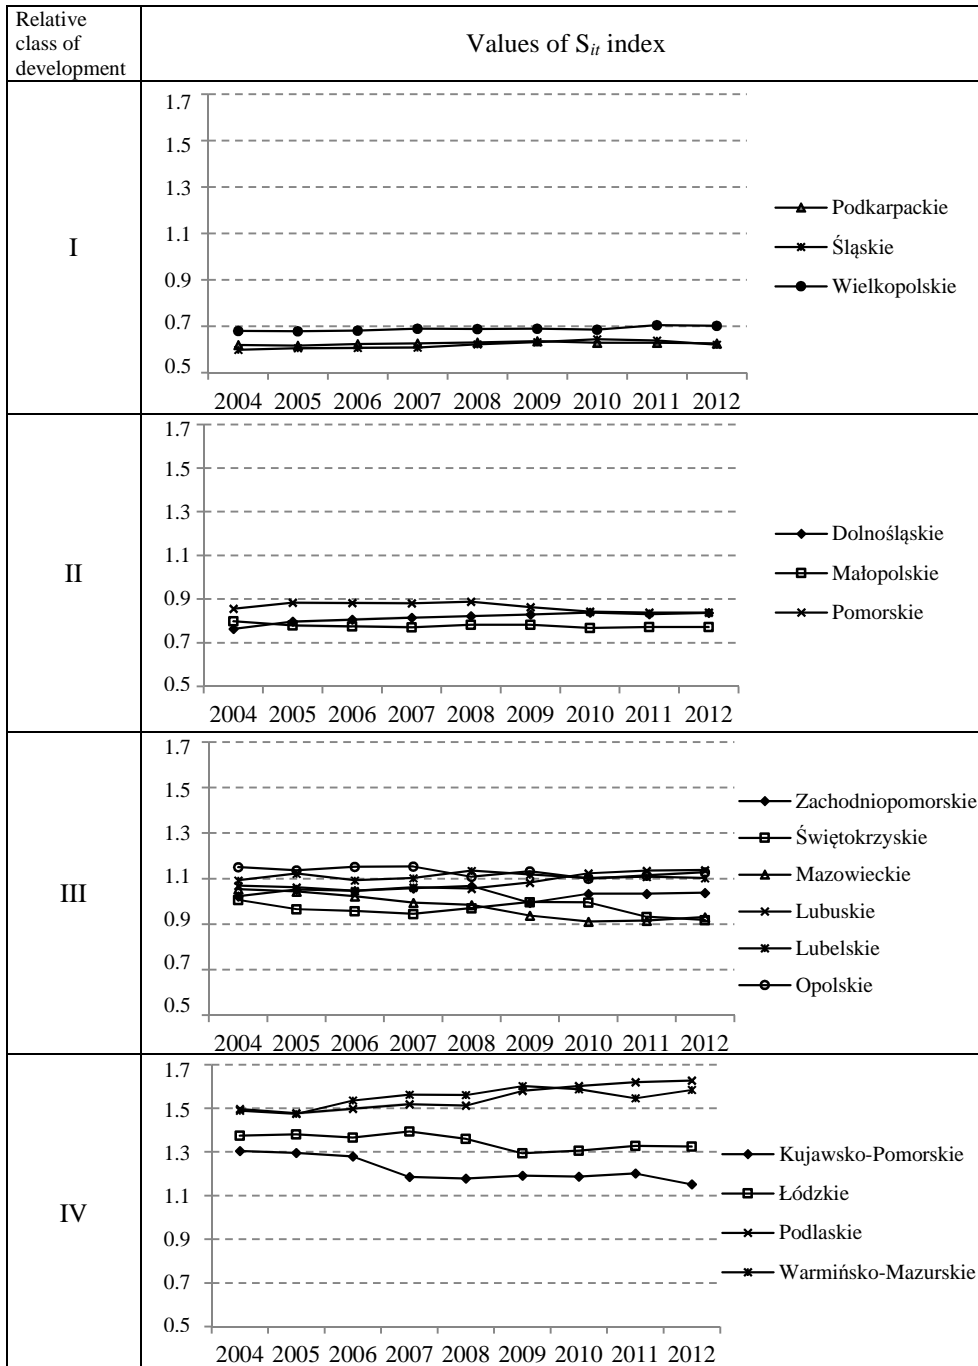 Relative
class of
development
Values of Sit index
I
1.7
1.5
1.3
1.1
0.9
0.7
0.5
2004 2005 2006 2007 2008 2009 2010 2011 2012
Podkarpackie
Śląskie
Wielkopolskie
II
1.7
1.5
1.3
1.1
0.9
0.7
0.5
2004 2005 2006 2007 2008 2009 2010 2011 2012
Dolnośląskie
Małopolskie
Pomorskie
III
1.7
1.5
1.3
1.1
0.9
0.7
0.5
2004 2005 2006 2007 2008 2009 2010 2011 2012
Zachodniopomorskie
Świętokrzyskie
Mazowieckie
Lubuskie
Lubelskie
Opolskie
IV
1.7
1.5
1.3
1.1
0.9
0.7
0.5
2004 2005 2006 2007 2008 2009 2010 2011 2012
Kujawsko-Pomorskie
Łódzkie
Podlaskie
Warmińsko-Mazurskie